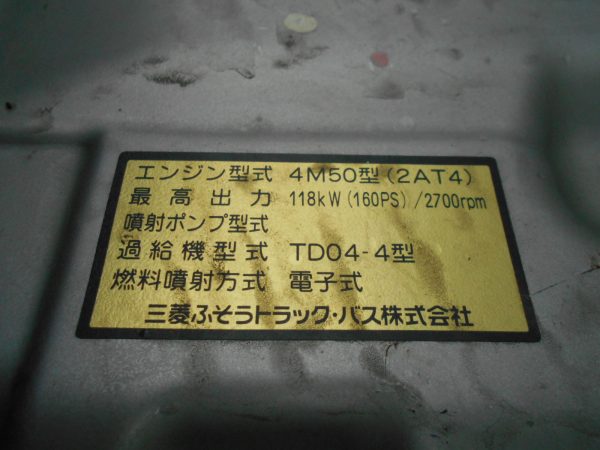 エンジン型式 4M50型(2AT4)
最高出力 118kW(160PS)/2700rpm
噴射ポンプ型式
過給機型式 TD04-4型
燃料噴射方式 電子式
三菱ふそうトラック・バス株式会社